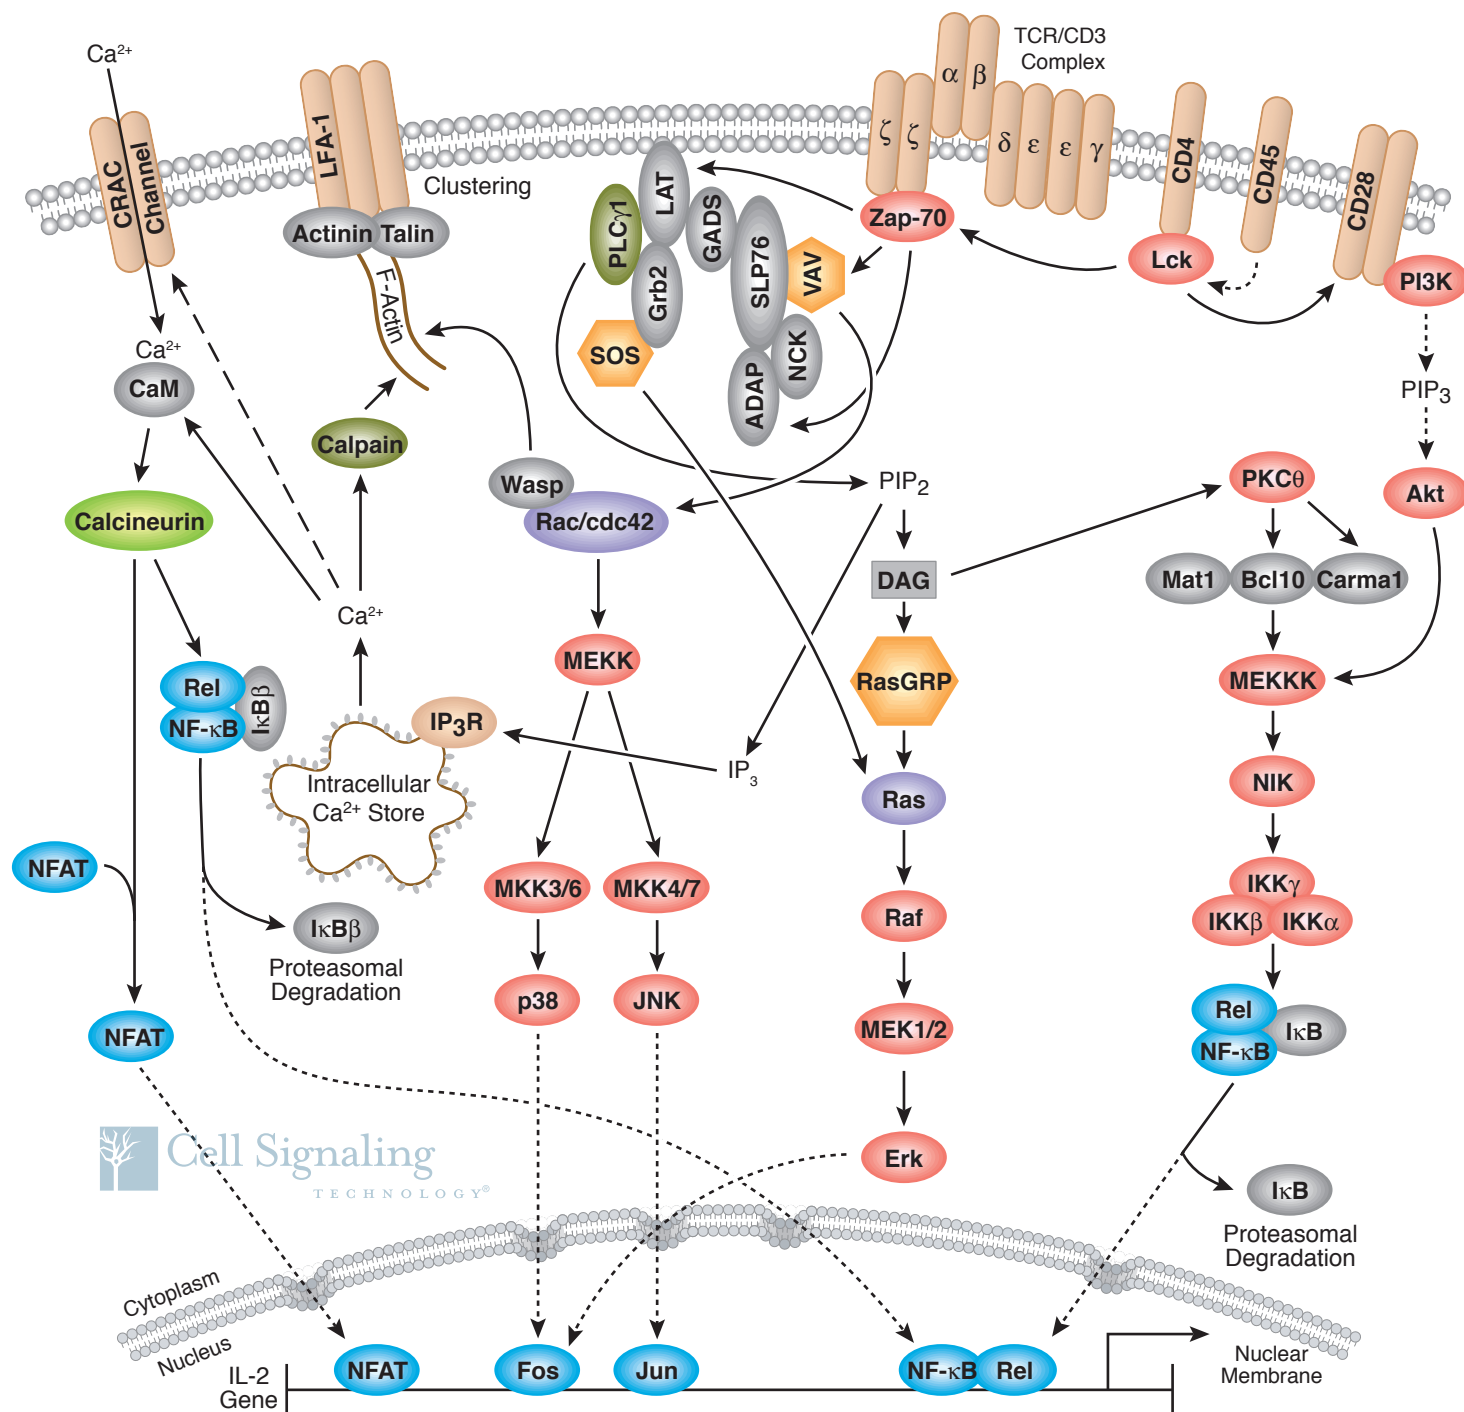 TCR/CD3
Complex
Ca²⁺
α
β
CRAC
Channel
LFA-1
Clustering
ζ
ζ
δ
ε
ε
γ
CD4
CD45
CD28
LAT
PLCγ1
GADS
Zap-70
Actinin
Talin
Lck
PI3K
F-Actin
Grb2
SLP76
VAV
SOS
NCK
ADAP
Ca²⁺
CaM
PIP₃
Calpain
Wasp
PIP₂
PKCθ
Akt
Calcineurin
Rac/cdc42
DAG
Mat1
Bcl10
Carma1
Ca²⁺
MEKK
RasGRP
MEKKK
Rel
NF-κB
IκBβ
IP₃R
Intracellular
Ca²⁺ Store
IP₃
Ras
NIK
NFAT
MKK3/6
MKK4/7
IKKγ
IKKβ
IKKα
Raf
IκBβ
Proteasomal
Degradation
p38
JNK
NFAT
MEK1/2
Rel
NF-κB
IκB
Cell Signaling
TECHNOLOGY®
Erk
IκB
Proteasomal
Degradation
Cytoplasm
Nucleus
NFAT
Fos
Jun
NF-κB
Rel
Nuclear
Membrane
IL-2
Gene